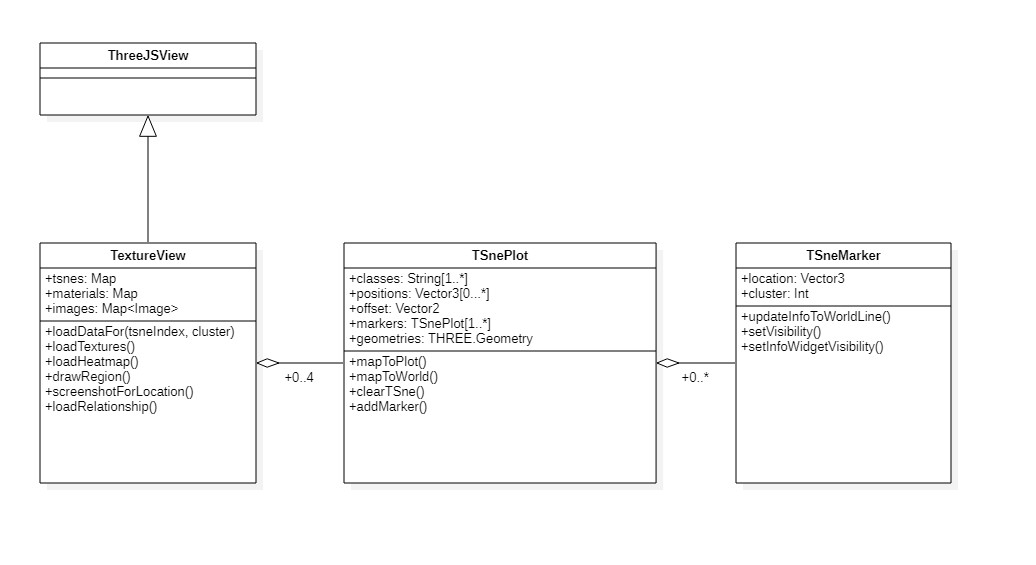 ThreeJSView
TextureView
+tsnes: Map
+materials: Map
+images: Map<Image>
+loadDataFor(tsneIndex, cluster)
+loadTextures()
+loadHeatmap()
+drawRegion()
+screenshotForLocation()
+loadRelationship()
+0..4
TSnePlot
+classes: String[1..*]
+positions: Vector3[0...*]
+offset: Vector2
+markers: TSnePlot[1..*]
+geometries: THREE.Geometry
+mapToPlot()
+mapToWorld()
+clearTSne()
+addMarker()
+0..*
TSneMarker
+location: Vector3
+cluster: Int
+updateInfoToWorldLine()
+setVisibility()
+setInfoWidgetVisibility()